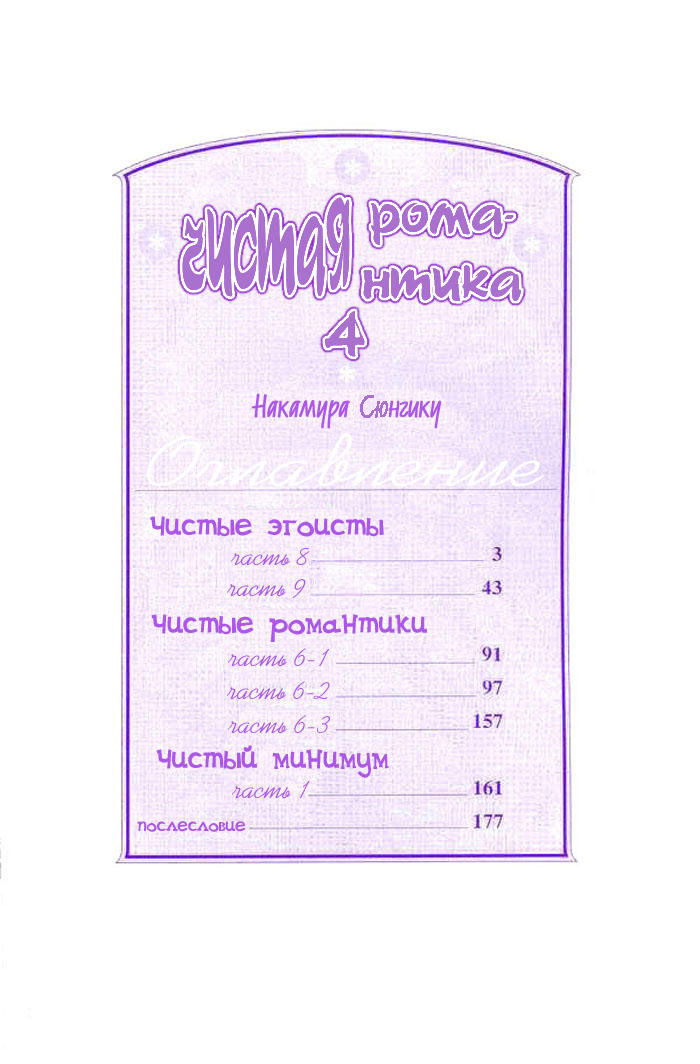 чистая рома-
нтика
4
Накамура Сюнгику
Оглавление
Чистые эгоисты
часть 8 3
часть 9 43
Чистые романтики
часть 6-1 91
часть 6-2 97
часть 6-3 157
Чистый минимум
часть 1 161
послесловие 177